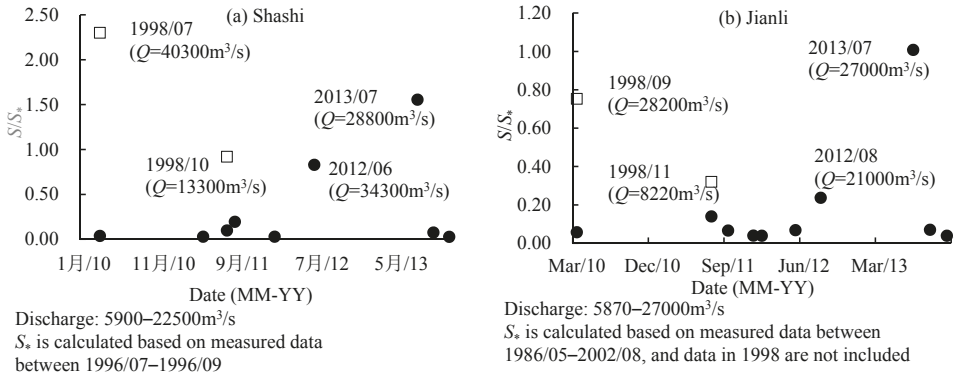 (a) Shashi
2.50
2.00
1.50
1.00
0.50
0.00
S/S*
1998/07
(Q=40300m³/s)
2013/07
(Q=28800m³/s)
1998/10
(Q=13300m³/s)
2012/06
(Q=34300m³/s)
1月/10 11月/10 9月/11 7月/12 5月/13
Date (MM-YY)
Discharge: 5900–22500m³/s
S* is calculated based on measured data
between 1996/07–1996/09
(b) Jianli
1.20
1.00
0.80
0.60
0.40
0.20
0.00
S/S*
2013/07
(Q=27000m³/s)
1998/09
(Q=28200m³/s)
1998/11
(Q=8220m³/s)
2012/08
(Q=21000m³/s)
Mar/10 Dec/10 Sep/11 Jun/12 Mar/13
Date (MM-YY)
Discharge: 5870–27000m³/s
S* is calculated based on measured data between
1986/05–2002/08, and data in 1998 are not included